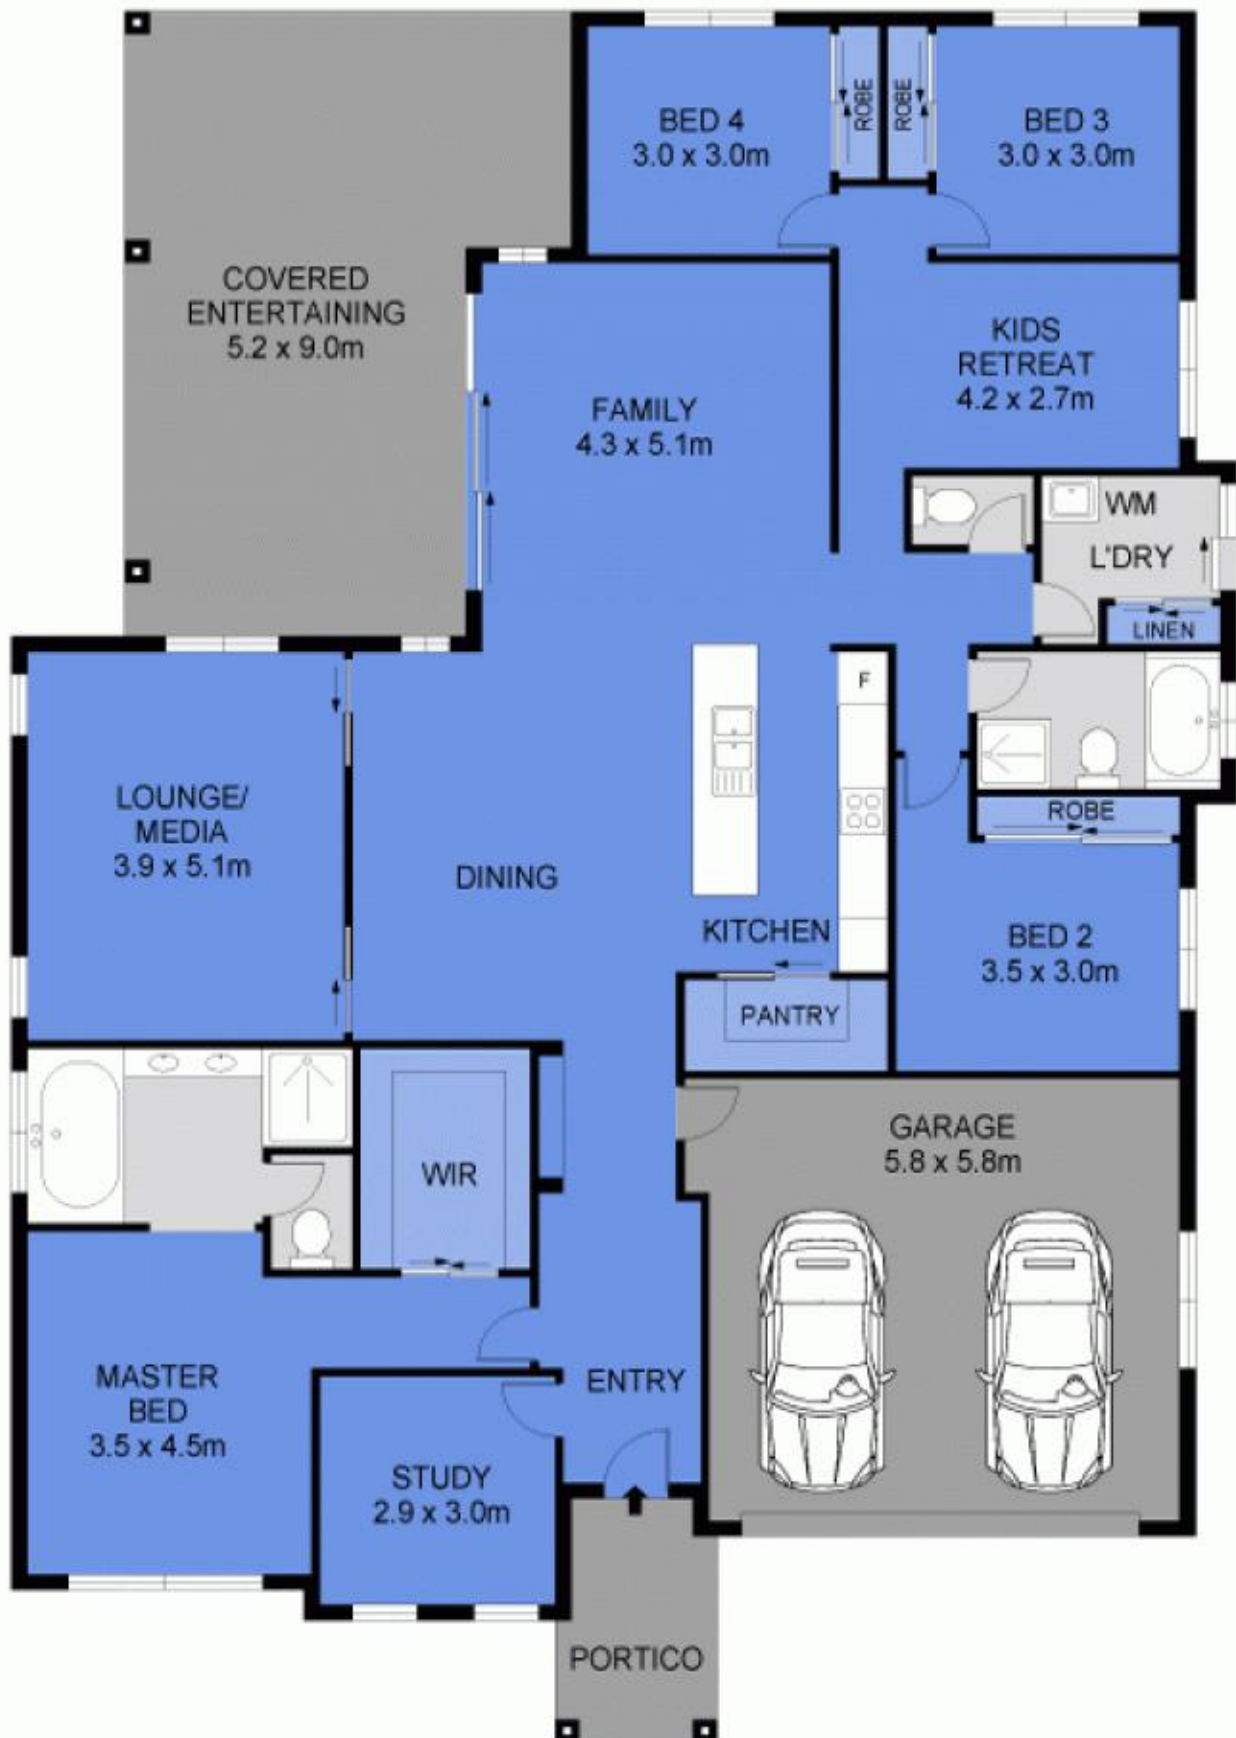 BED 4
3.0 x 3.0m
ROBE
ROBE
BED 3
3.0 x 3.0m
COVERED
ENTERTAINING
5.2 x 9.0m
KIDS
RETREAT
4.2 x 2.7m
FAMILY
4.3 x 5.1m
WM
L'DRY
LINEN
F
LOUNGE/
MEDIA
3.9 x 5.1m
ROBE
DINING
KITCHEN
BED 2
3.5 x 3.0m
PANTRY
GARAGE
5.8 x 5.8m
WIR
MASTER
BED
3.5 x 4.5m
ENTRY
STUDY
2.9 x 3.0m
PORTICO